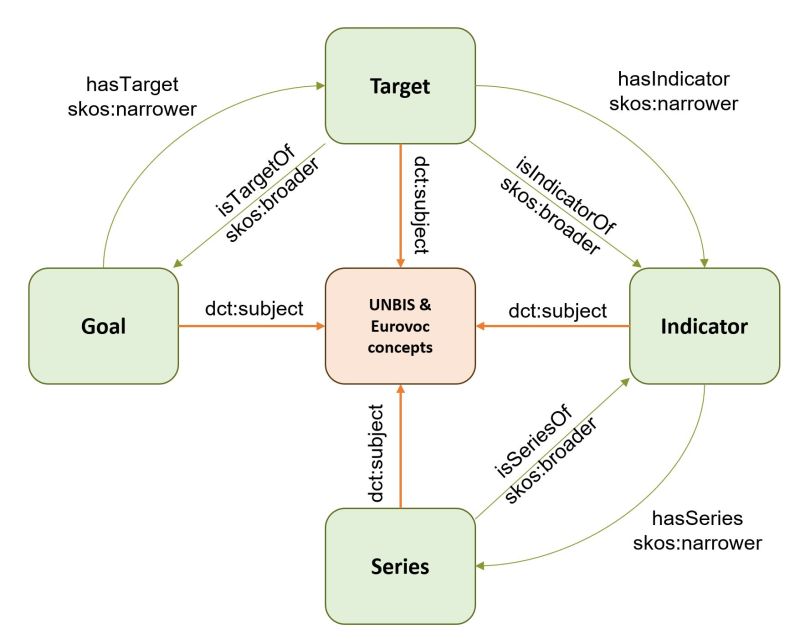 Target
hasTarget
skos:narrower
hasIndicator
skos:narrower
isTargetOf
skos:broader
dct:subject
isIndicatorOf
skos:broader
Goal
dct:subject
UNBIS &
Eurovoc
concepts
dct:subject
Indicator
dct:subject
isSeriesOf
skos:broader
hasSeries
skos:narrower
Series